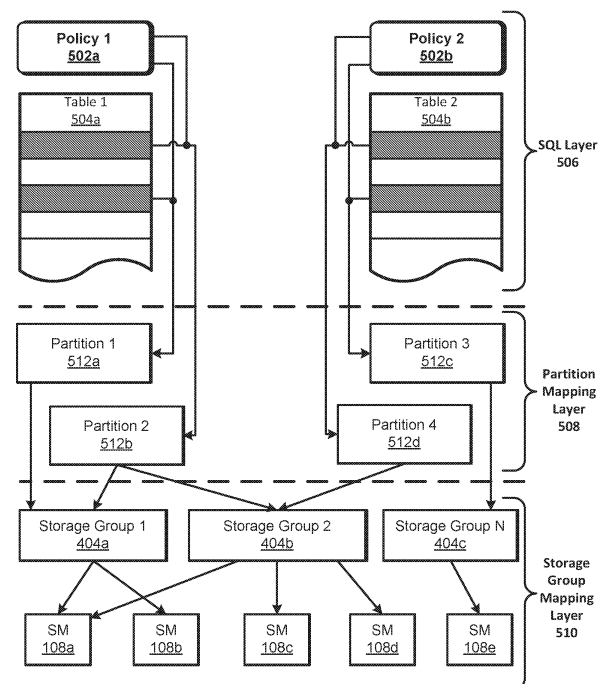 Policy 1
502a
Policy 2
502b
Table 1
504a
Table 2
504b
SQL Layer
506
Partition 1
512a
Partition 3
512c
Partition 2
512b
Partition 4
512d
Partition
Mapping
Layer
508
Storage Group 1
404a
Storage Group 2
404b
Storage Group N
404c
Storage
Group
Mapping
Layer
510
SM
108a
SM
108b
SM
108c
SM
108d
SM
108e